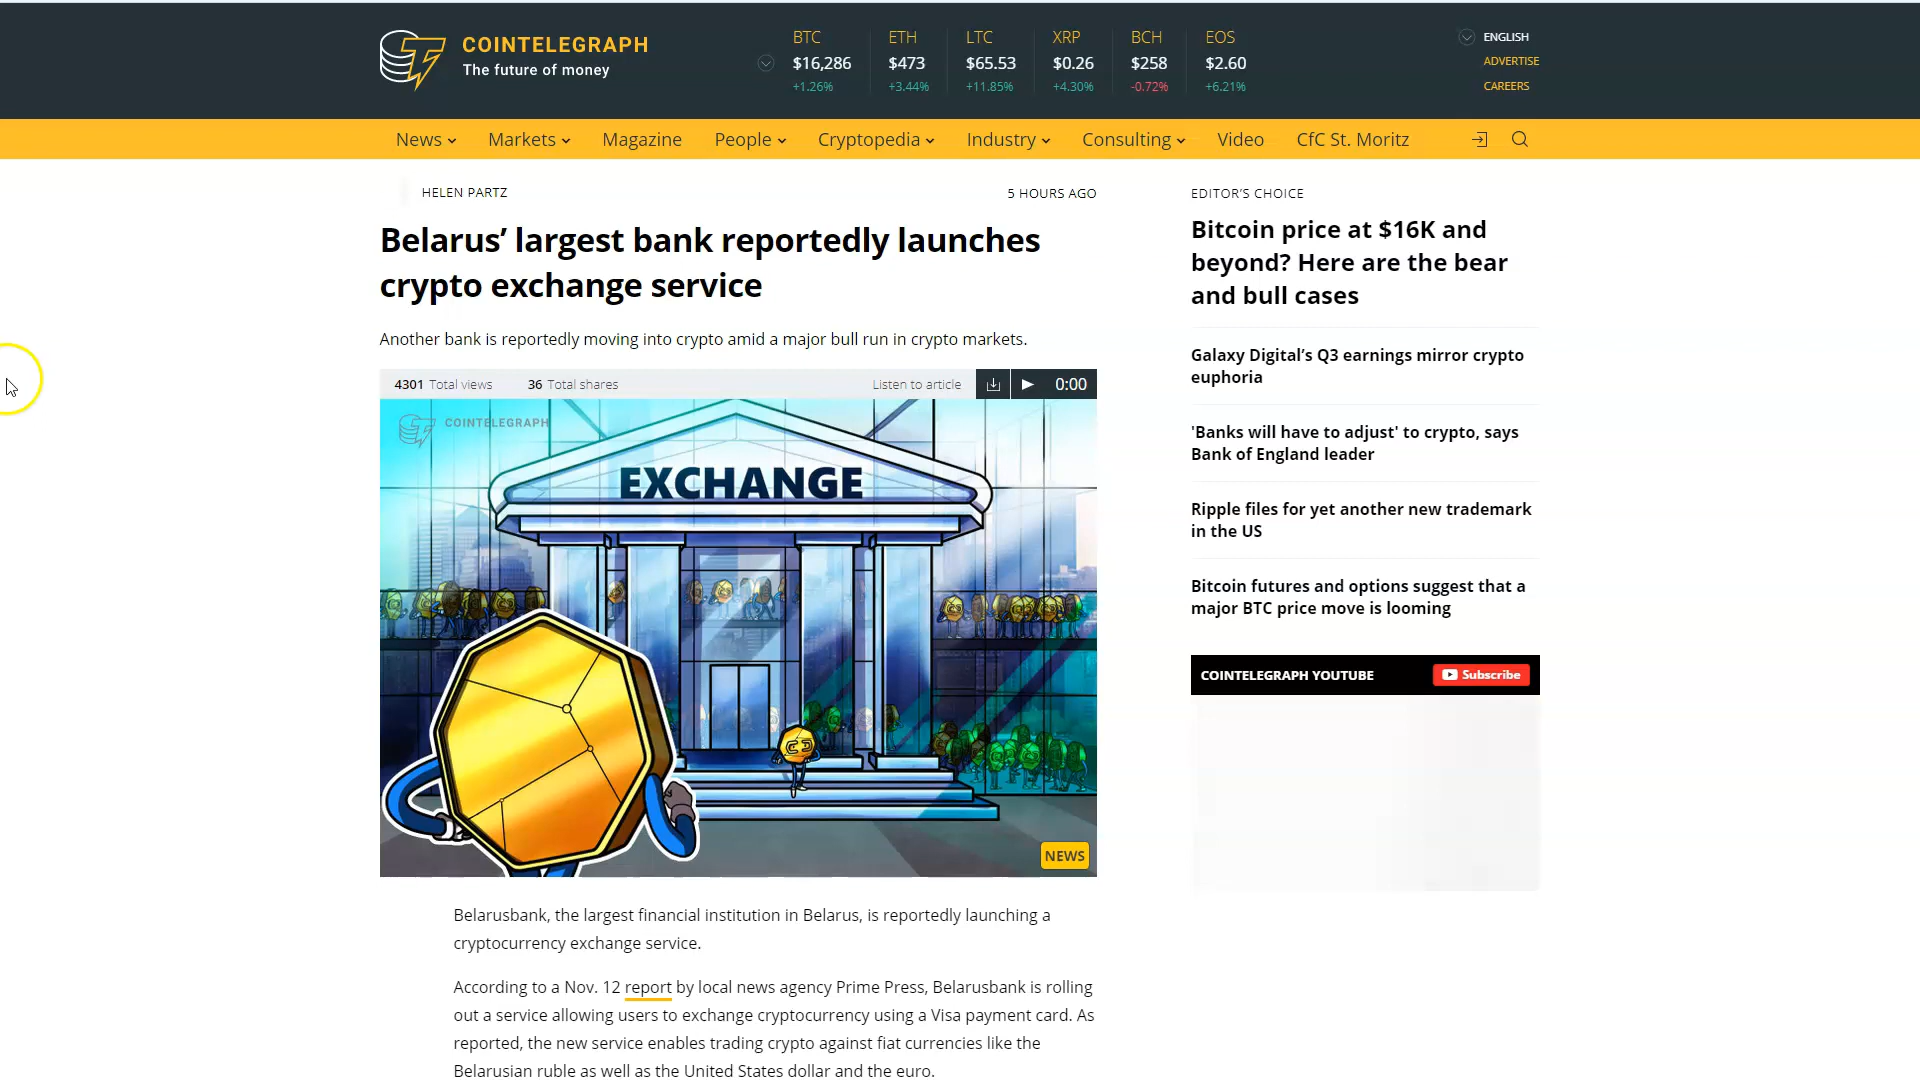 COINTELEGRAPH
The future of money
BTC ETH LTC XRP BCH EOS
$16,286 $473 $65.53 $0.26 $258 $2.60
+1.26% +3.44% +11.85% +4.30% -0.72% +6.21%
ENGLISH
ADVERTISE
CAREERS
News Markets Magazine People Cryptopedia Industry Consulting Video CfC St. Moritz
HELEN PARTZ
5 HOURS AGO
Belarus’ largest bank reportedly launches
crypto exchange service
Another bank is reportedly moving into crypto amid a major bull run in crypto markets.
4301 Total views 36 Total shares Listen to article 0:00
COINTELEGRAPH
EXCHANGE
NEWS
Belarusbank, the largest financial institution in Belarus, is reportedly launching a
cryptocurrency exchange service.
According to a Nov. 12 report by local news agency Prime Press, Belarusbank is rolling
out a service allowing users to exchange cryptocurrency using a Visa payment card. As
reported, the new service enables trading crypto against fiat currencies like the
Belarusian ruble as well as the United States dollar and the euro.
EDITOR’S CHOICE
Bitcoin price at $16K and
beyond? Here are the bear
and bull cases
Galaxy Digital’s Q3 earnings mirror crypto
euphoria
'Banks will have to adjust' to crypto, says
Bank of England leader
Ripple files for yet another new trademark
in the US
Bitcoin futures and options suggest that a
major BTC price move is looming
COINTELEGRAPH YOUTUBE
Subscribe